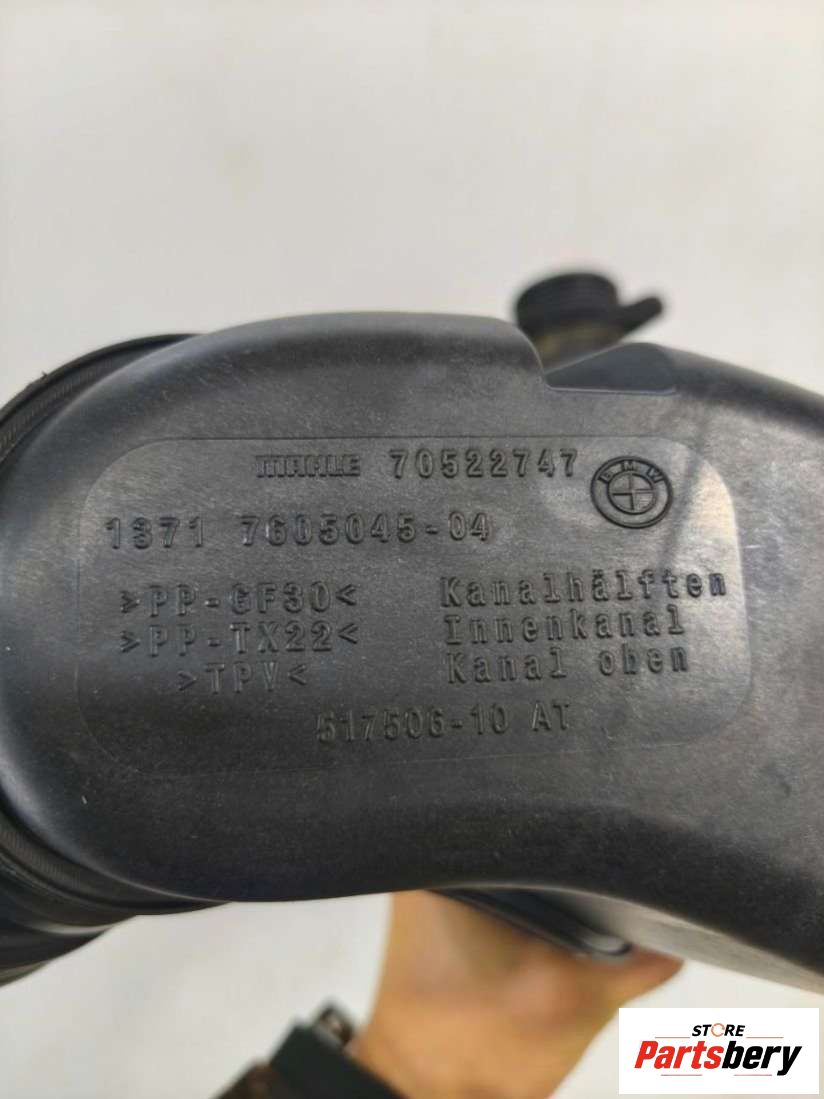 MAHLE 70522747
BMW
1371 7605045-04
>PP-GF30< Kanalhälften
>PP-TX22< Innenkanal
>TPV< Kanal oben
517506-10 AT
STORE
Partsbery